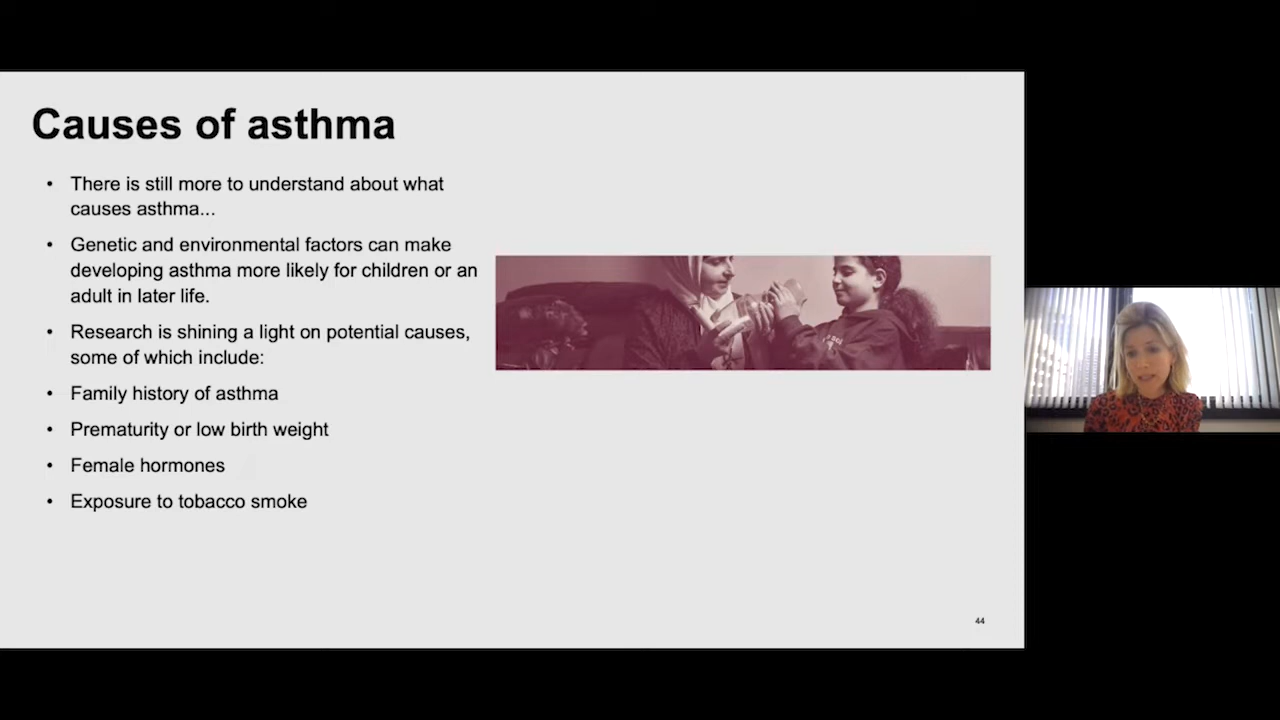 Causes of asthma
• There is still more to understand about what
causes asthma...
• Genetic and environmental factors can make
developing asthma more likely for children or an
adult in later life.
• Research is shining a light on potential causes,
some of which include:
• Family history of asthma
• Prematurity or low birth weight
• Female hormones
• Exposure to tobacco smoke
44